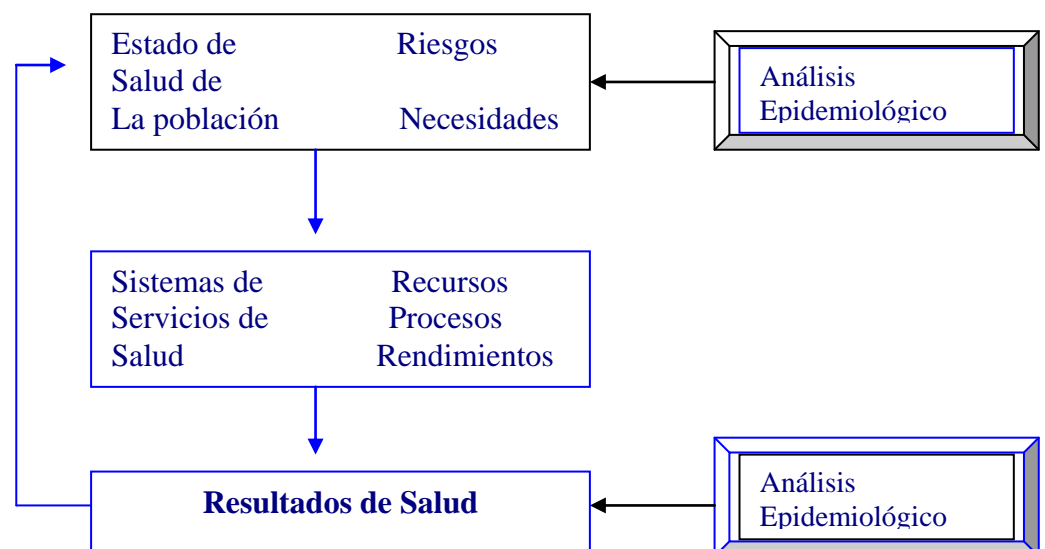 Estado de Riesgos
Salud de
La población Necesidades
Análisis
Epidemiológico
Sistemas de Recursos
Servicios de Procesos
Salud Rendimientos
Resultados de Salud
Análisis
Epidemiológico